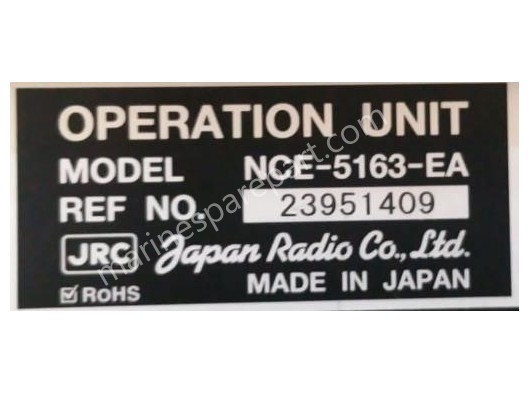 OPERATION UNIT
MODEL NCE-5163-EA
REF NO. 23951409
JRC Japan Radio Co., Ltd.
☑RoHS MADE IN JAPAN
marinesparepart.com